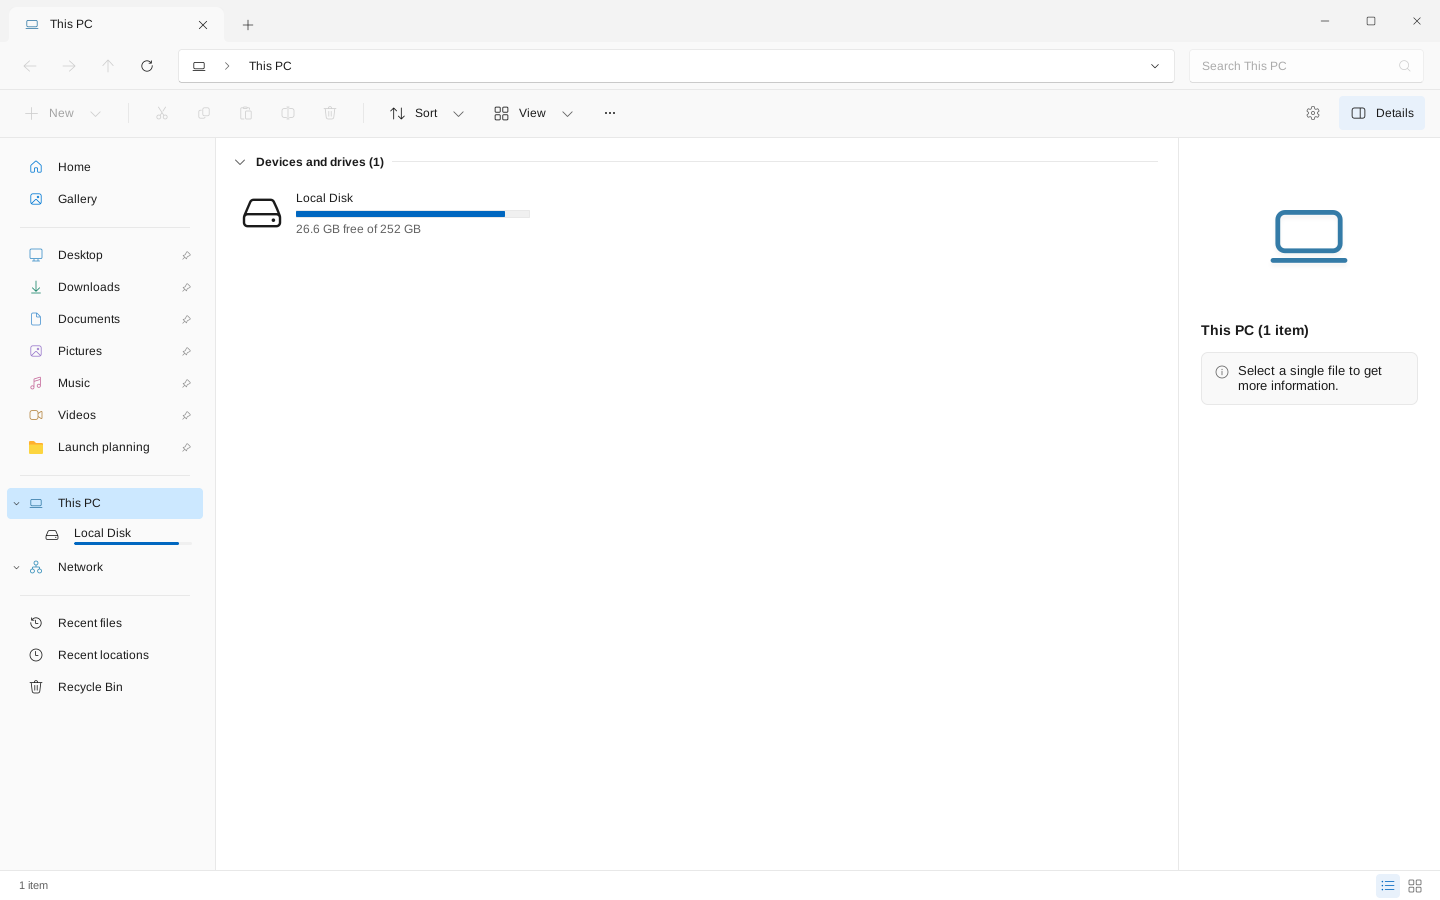 This PC
This PC
Search This PC
New
Sort
View
Details
Home
Gallery
Desktop
Downloads
Documents
Pictures
Music
Videos
Launch planning
This PC
Local Disk
Network
Recent files
Recent locations
Recycle Bin
Devices and drives (1)
Local Disk
26.6 GB free of 252 GB
This PC (1 item)
Select a single file to get
more information.
1 item